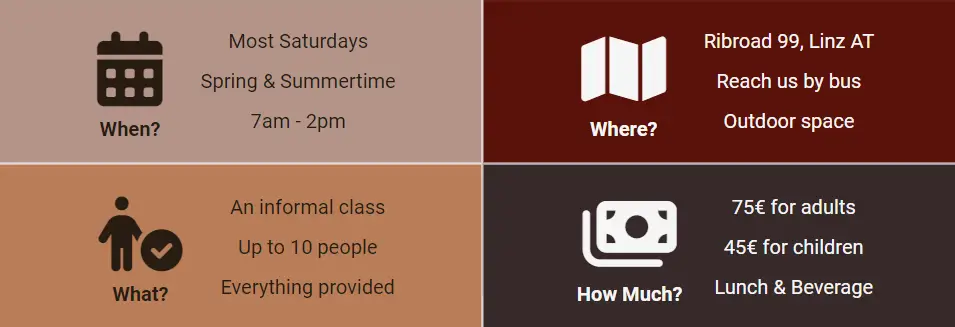 Most Saturdays
Spring & Summertime
7am - 2pm
When?
Ribroad 99, Linz AT
Reach us by bus
Outdoor space
Where?
An informal class
Up to 10 people
Everything provided
What?
75€ for adults
45€ for children
Lunch & Beverage
How Much?